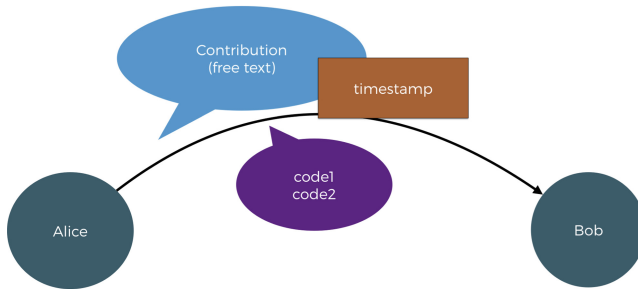 Contribution
(free text)
timestamp
code1
code2
Alice
Bob